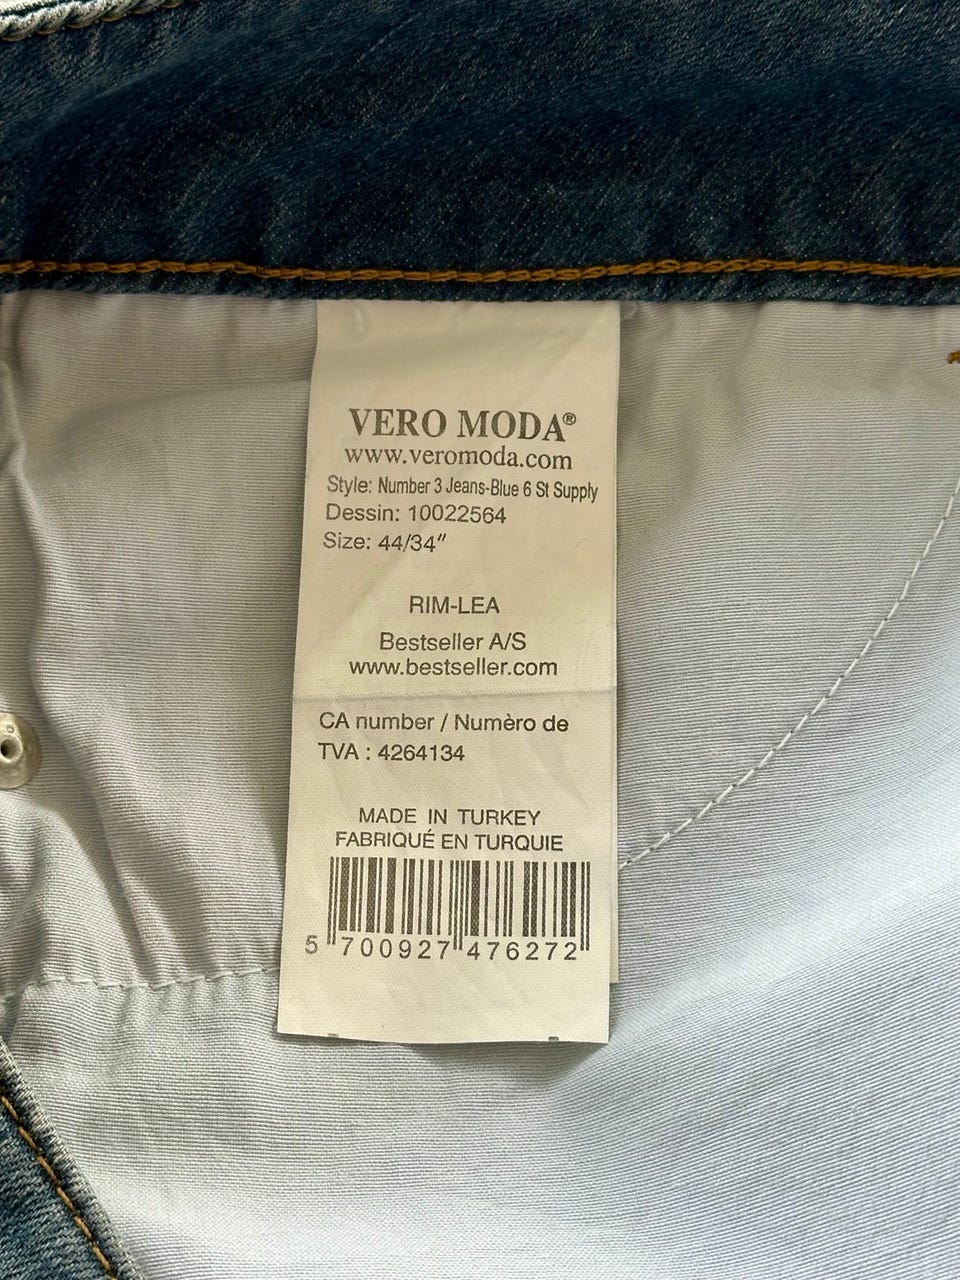 VERO MODA®
www.veromoda.com
Style: Number 3 Jeans-Blue 6 St Supply
Dessin: 10022564
Size: 44/34"
RIM-LEA
Bestseller A/S
www.bestseller.com
CA number / Numèro de
TVA : 4264134
MADE IN TURKEY
FABRIQUÉ EN TURQUIE
5 700927 476272